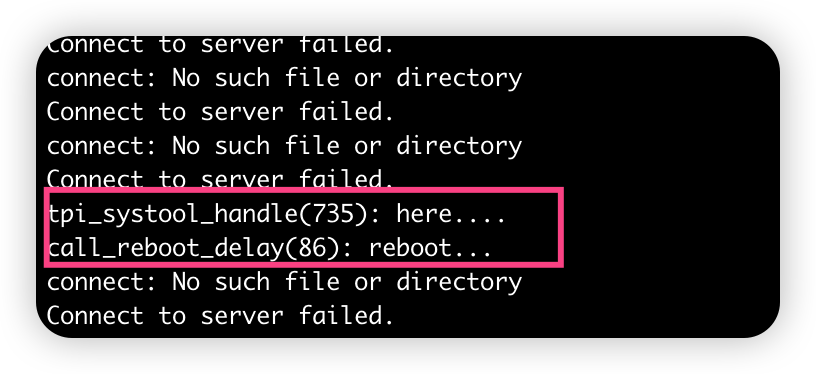 Connect to server failed.
connect: No such file or directory
Connect to server failed.
connect: No such file or directory
Connect to server failed.
tpi_systool_handle(735): here....
call_reboot_delay(86): reboot...
connect: No such file or directory
Connect to server failed.